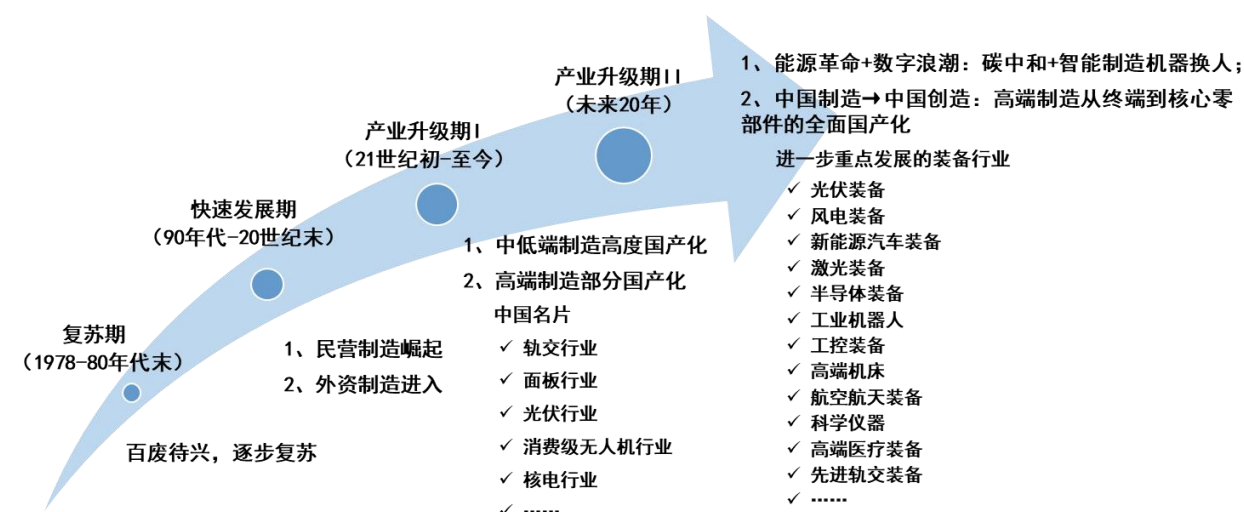 复苏期
（1978-80年代末）
百废待兴，逐步复苏
快速发展期
（90年代-20世纪末）
1、民营制造崛起
2、外资制造进入
产业升级期I
（21世纪初-至今）
1、中低端制造高度国产化
2、高端制造部分国产化
中国名片
✓ 轨交行业
✓ 面板行业
✓ 光伏行业
✓ 消费级无人机行业
✓ 核电行业
✓ ……
产业升级期II
（未来20年）
1、能源革命+数字浪潮：碳中和+智能制造机器换人；
2、中国制造→中国创造：高端制造从终端到核心零
部件的全面国产化
进一步重点发展的装备行业
✓ 光伏装备
✓ 风电装备
✓ 新能源汽车装备
✓ 激光装备
✓ 半导体装备
✓ 工业机器人
✓ 工控装备
✓ 高端机床
✓ 航空航天装备
✓ 科学仪器
✓ 高端医疗装备
✓ 先进轨交装备
✓ ……